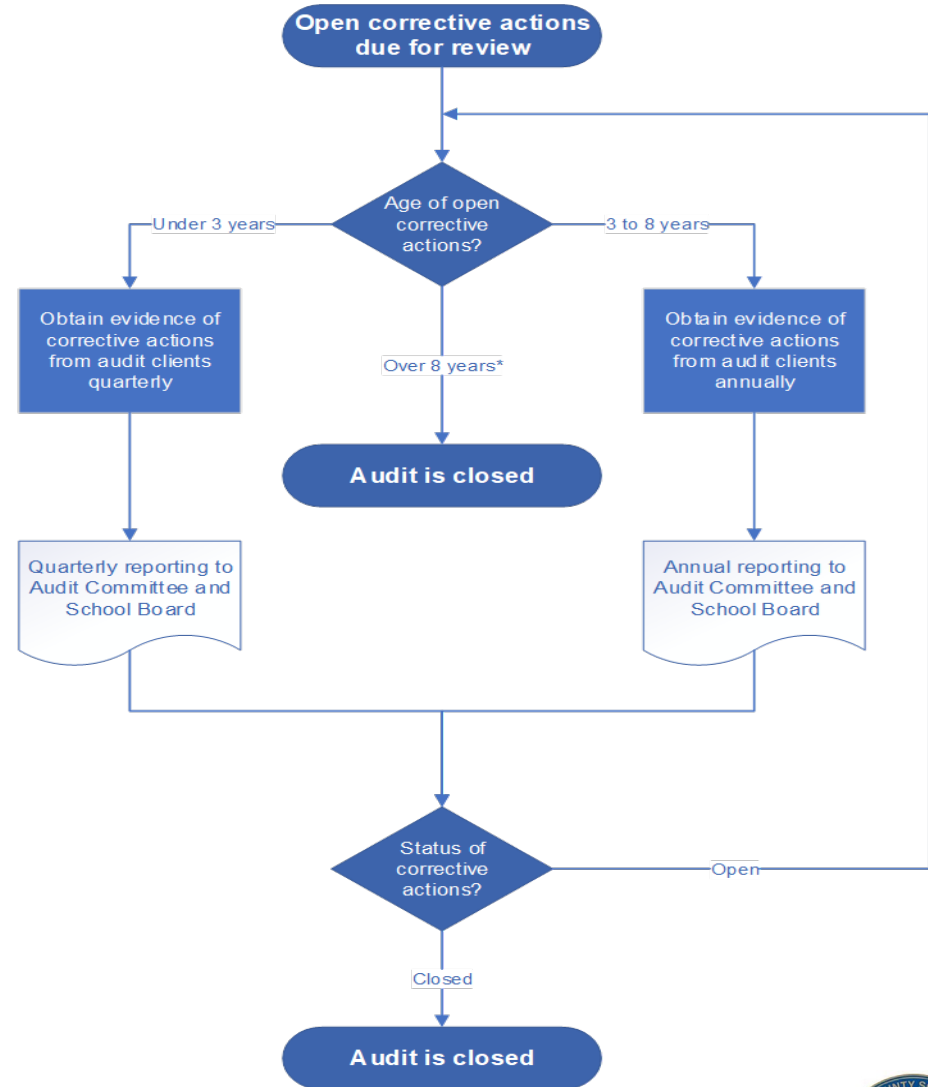 Open corrective actions
due for review
Age of open
corrective
actions?
Under 3 years
3 to 8 years
Obtain evidence of
corrective actions
from audit clients
quarterly
Over 8 years*
Obtain evidence of
corrective actions
from audit clients
annually
Audit is closed
Quarterly reporting to
Audit Committee and
School Board
Annual reporting to
Audit Committee and
School Board
Status of
corrective
actions?
Open
Closed
Audit is closed